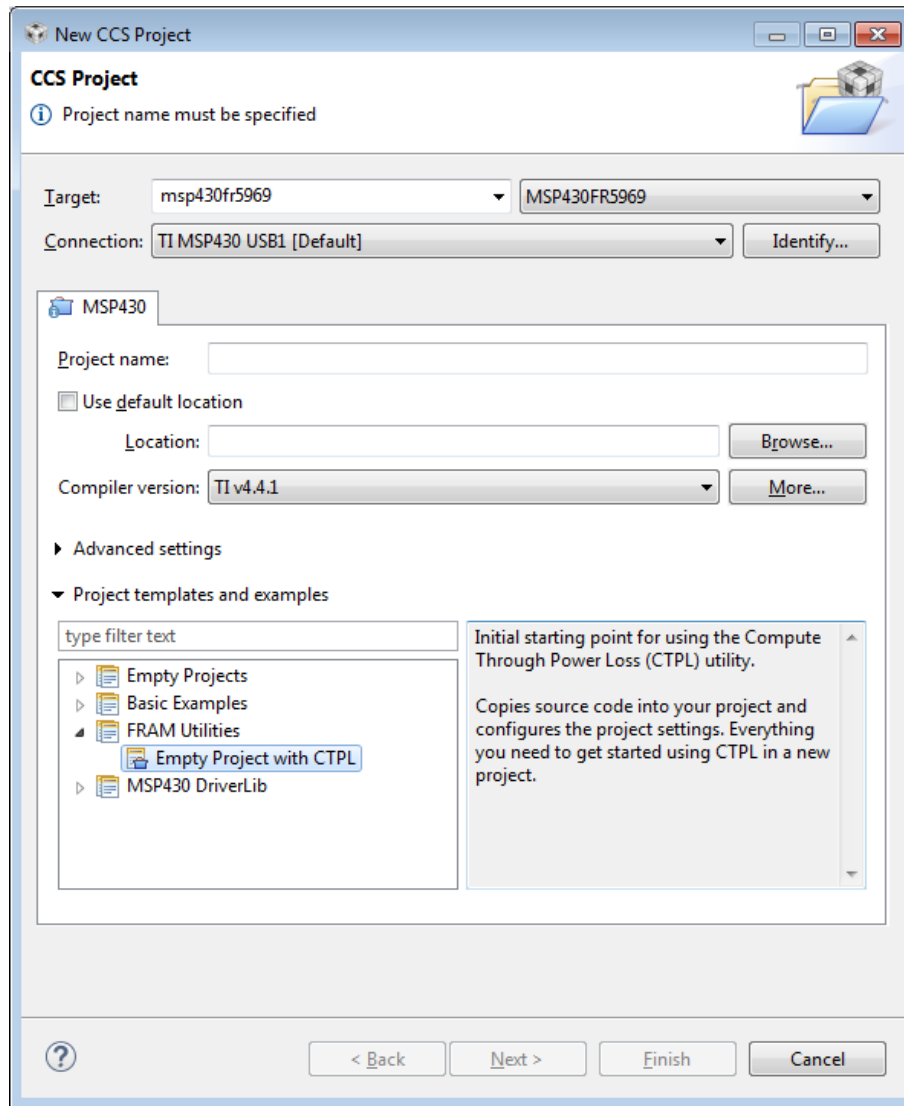 New CCS Project
CCS Project
Project name must be specified
Target: msp430fr5969 MSP430FR5969
Connection: TI MSP430 USB1 [Default] Identify...
MSP430
Project name:
Use default location
Location: Browse...
Compiler version: TI v4.4.1 More...
Advanced settings
Project templates and examples
type filter text
Empty Projects
Basic Examples
FRAM Utilities
Empty Project with CTPL
MSP430 DriverLib
Initial starting point for using the Compute
Through Power Loss (CTPL) utility.
Copies source code into your project and
configures the project settings. Everything
you need to get started using CTPL in a new
project.
? < Back Next > Finish Cancel